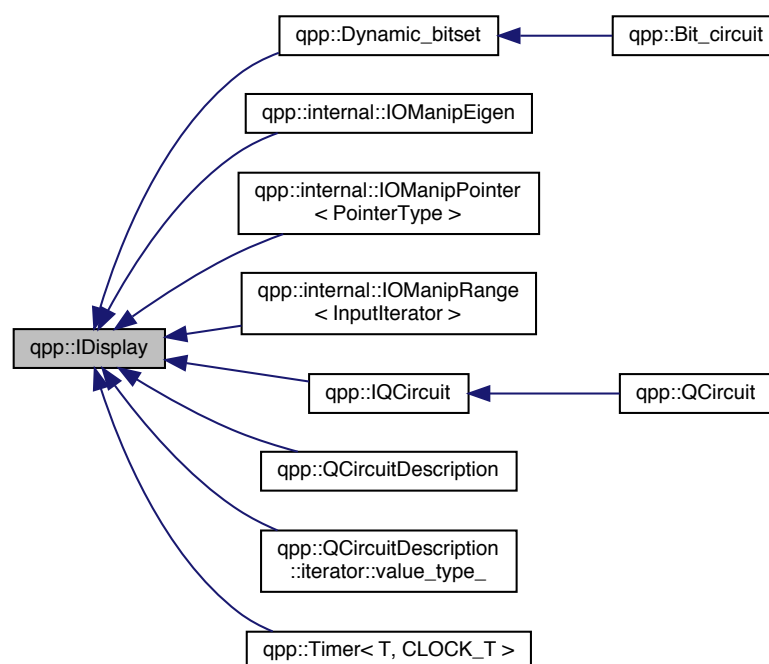 qpp::Dynamic_bitset
qpp::Bit_circuit
qpp::internal::IOManipEigen
qpp::internal::IOManipPointer
< PointerType >
qpp::internal::IOManipRange
< InputIterator >
qpp::IDisplay
qpp::IQCircuit
qpp::QCircuit
qpp::QCircuitDescription
qpp::QCircuitDescription
::iterator::value_type_
qpp::Timer< T, CLOCK_T >